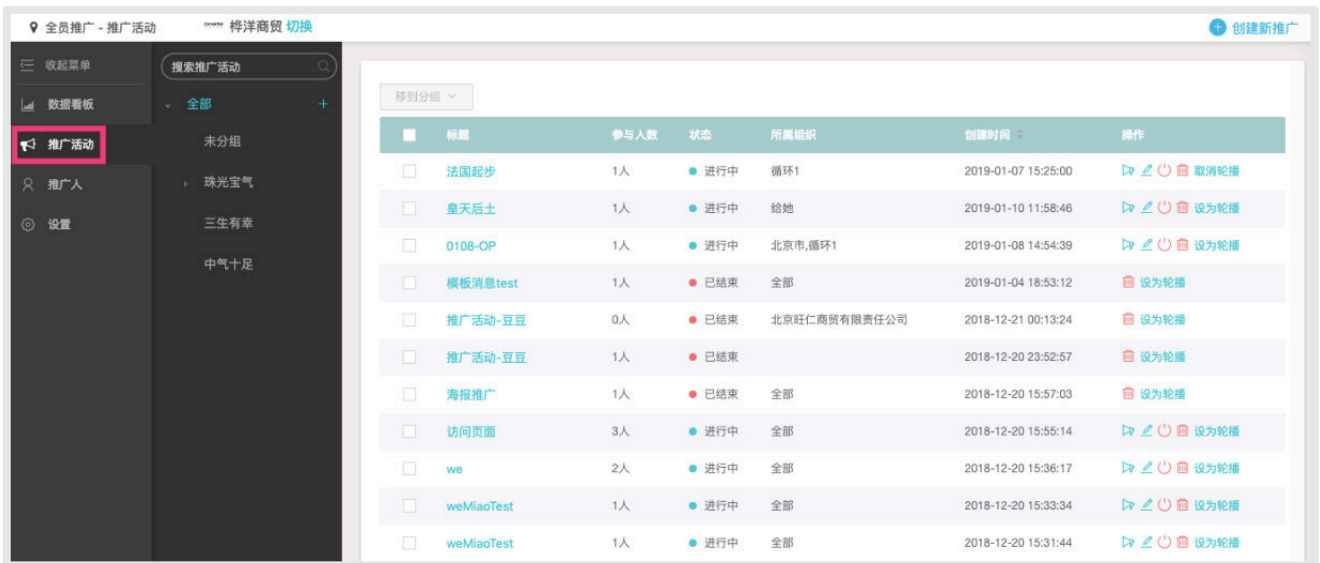 全员推广 - 推广活动 桦洋商贸 切换 创建新推广
收起菜单 搜索推广活动
数据看板 全部 + 移到分组
推广活动 未分组 标题 参与人数 状态 所属组织 创建时间 操作
法国起步 1人 进行中 循环1 2019-01-07 15:25:00 取消轮播
推广人 珠光宝气
皇天后土 1人 进行中 给她 2019-01-10 11:58:46 设为轮播
设置 三生有幸
0108-OP 1人 进行中 北京市,循环1 2019-01-08 14:54:39 设为轮播
中气十足
模板消息test 1人 已结束 全部 2019-01-04 18:53:12 设为轮播
推广活动-豆豆 0人 已结束 北京旺仁商贸有限责任公司 2018-12-21 00:13:24 设为轮播
推广活动-豆豆 1人 已结束 2018-12-20 23:52:57 设为轮播
海报推广 1人 已结束 全部 2018-12-20 15:57:03 设为轮播
访问页面 3人 进行中 全部 2018-12-20 15:55:14 设为轮播
we 2人 进行中 全部 2018-12-20 15:36:17 设为轮播
weMiaoTest 1人 进行中 全部 2018-12-20 15:33:34 设为轮播
weMiaoTest 1人 进行中 全部 2018-12-20 15:31:44 设为轮播